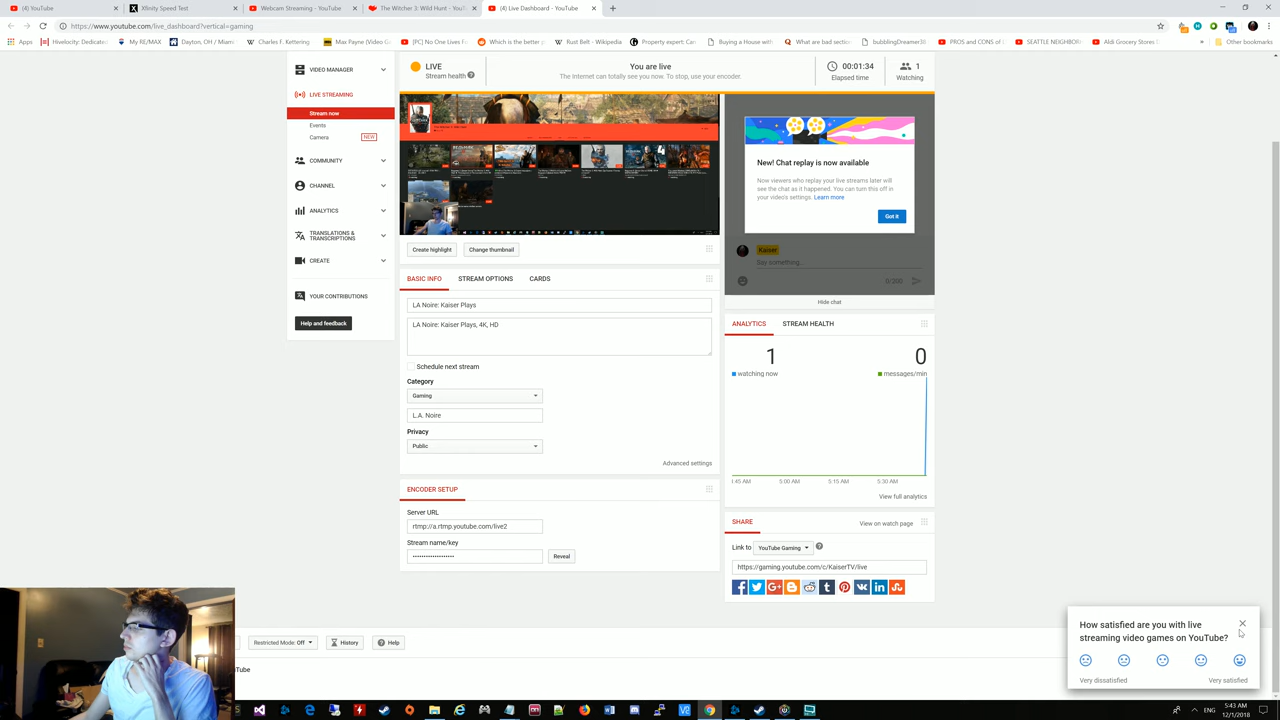 (4) YouTube
Xfinity Speed Test
Webcam Streaming - YouTube
The Witcher 3: Wild Hunt - YouT
(4) Live Dashboard - YouTube
https://www.youtube.com/live_dashboard?vertical=gaming
Apps
Hivelocity: Dedicate
My RE/MAX
Dayton, OH / Miami
Charles F. Kettering
Max Payne (Video Ga
[PC] No One Lives F
Which is the better p
Rust Belt - Wikipedia
Property expert: Car
Buying a House with
What are bad section
bubblingDreamer30
PROS and CONS of
SEATTLE NEIGHBOR
Aldi Grocery Stores D
Other bookmarks
VIDEO MANAGER
LIVE STREAMING
Stream now
Events
Camera
NEW
COMMUNITY
CHANNEL
ANALYTICS
TRANSLATIONS &
TRANSCRIPTIONS
CREATE
YOUR CONTRIBUTIONS
Help and feedback
LIVE
Stream health
You are live
The Internet can totally see you now. To stop, use your encoder.
00:01:34
Elapsed time
1
Watching
Create highlight
Change thumbnail
BASIC INFO
STREAM OPTIONS
CARDS
LA Noire: Kaiser Plays
LA Noire: Kaiser Plays, 4K, HD
Schedule next stream
Category
Gaming
L.A. Noire
Privacy
Public
Advanced settings
ENCODER SETUP
Server URL
rtmp://a.rtmp.youtube.com/live2
Stream name/key
Reveal
New! Chat replay is now available
Now viewers who replay your live streams later will
see the chat as it happened. You can turn this off in
your video's settings. Learn more
Got it
Kaiser
Say something...
0/200
Hide chat
ANALYTICS
STREAM HEALTH
1
watching now
0
messages/min
:45 AM
5:00 AM
5:15 AM
5:30 AM
View full analytics
SHARE
View on watch page
Link to
YouTube Gaming
https://gaming.youtube.com/c/KaiserTV/live
Restricted Mode: Off
History
Help
uTube
How satisfied are you with live
streaming video games on YouTube?
Very dissatisfied
Very satisfied
ENG
5:43 AM
12/1/2018